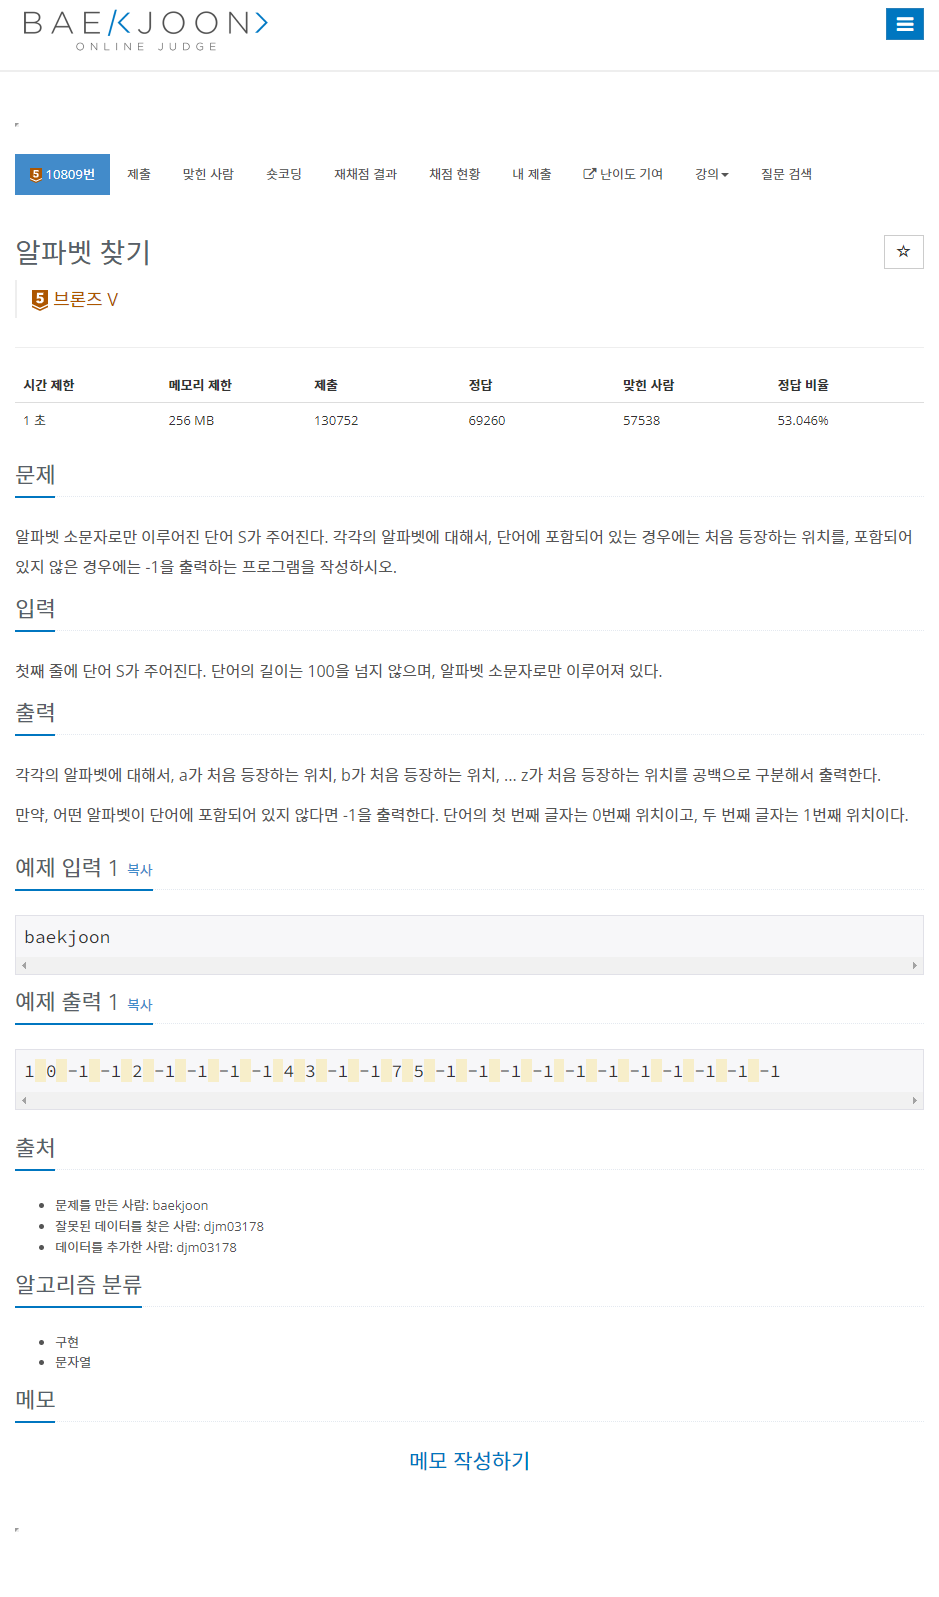 BAEKJOON>
ONLINE JUDGE
5 10809번 제출 맞힌 사람 숏코딩 재채점 결과 채점 현황 내 제출 난이도 기여 강의 질문 검색
알파벳 찾기
5 브론즈 V
시간 제한 메모리 제한 제출 정답 맞힌 사람 정답 비율
1 초 256 MB 130752 69260 57538 53.046%
문제
알파벳 소문자로만 이루어진 단어 S가 주어진다. 각각의 알파벳에 대해서, 단어에 포함되어 있는 경우에는 처음 등장하는 위치를, 포함되어
있지 않은 경우에는 -1을 출력하는 프로그램을 작성하시오.
입력
첫째 줄에 단어 S가 주어진다. 단어의 길이는 100을 넘지 않으며, 알파벳 소문자로만 이루어져 있다.
출력
각각의 알파벳에 대해서, a가 처음 등장하는 위치, b가 처음 등장하는 위치, ... z가 처음 등장하는 위치를 공백으로 구분해서 출력한다.
만약, 어떤 알파벳이 단어에 포함되어 있지 않다면 -1을 출력한다. 단어의 첫 번째 글자는 0번째 위치이고, 두 번째 글자는 1번째 위치이다.
예제 입력 1 복사
baekjoon
예제 출력 1 복사
1 0 -1 -1 2 -1 -1 -1 -1 4 3 -1 -1 7 5 -1 -1 -1 -1 -1 -1 -1 -1 -1 -1 -1
출처
문제를 만든 사람: baekjoon
잘못된 데이터를 찾은 사람: djm03178
데이터를 추가한 사람: djm03178
알고리즘 분류
구현
문자열
메모
메모 작성하기